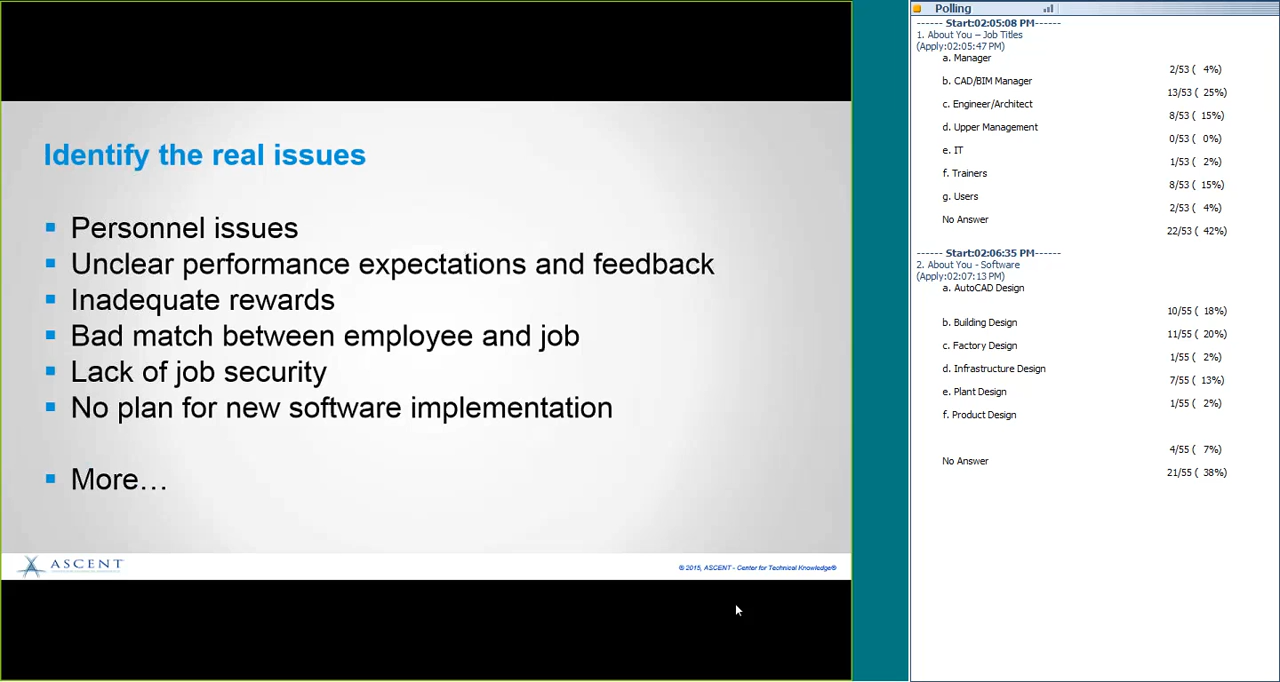 Identify the real issues
Personnel issues
Unclear performance expectations and feedback
Inadequate rewards
Bad match between employee and job
Lack of job security
No plan for new software implementation
More…
ASCENT
© 2015, ASCENT - Center for Technical Knowledge®
Polling
------ Start:02:05:08 PM------
1. About You – Job Titles
(Apply:02:05:47 PM)
a. Manager
2/53 ( 4%)
b. CAD/BIM Manager
13/53 ( 25%)
c. Engineer/Architect
8/53 ( 15%)
d. Upper Management
0/53 ( 0%)
e. IT
1/53 ( 2%)
f. Trainers
8/53 ( 15%)
g. Users
2/53 ( 4%)
No Answer
22/53 ( 42%)
------ Start:02:06:35 PM------
2. About You - Software
(Apply:02:07:13 PM)
a. AutoCAD Design
10/55 ( 18%)
b. Building Design
11/55 ( 20%)
c. Factory Design
1/55 ( 2%)
d. Infrastructure Design
7/55 ( 13%)
e. Plant Design
1/55 ( 2%)
f. Product Design
4/55 ( 7%)
No Answer
21/55 ( 38%)